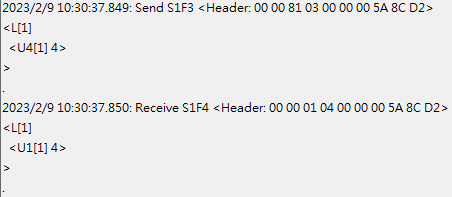 2023/2/9 10:30:37.849: Send S1F3 <Header: 00 00 81 03 00 00 00 5A 8C D2>
<L[1]
<U4[1] 4>
>
.
2023/2/9 10:30:37.850: Receive S1F4 <Header: 00 00 01 04 00 00 00 5A 8C D2>
<L[1]
<U1[1] 4>
>
.